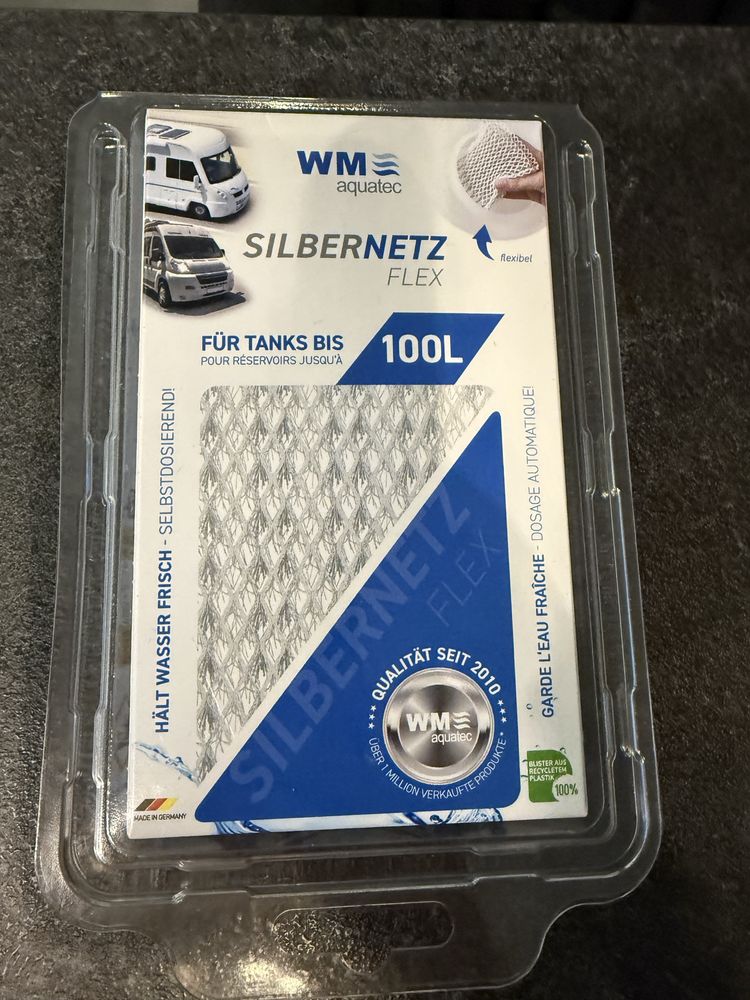 WM
aquatec
SILBERNETZ
FLEX
flexibel
FÜR TANKS BIS
POUR RÉSERVOIRS JUSQU'À
100L
HÄLT WASSER FRISCH - SELBSTDOSIEREND!
GARDE L'EAU FRAÎCHE - DOSAGE AUTOMATIQUE!
SILBERNETZ
FLEX
QUALITÄT SEIT 2010
WM
aquatec
ÜBER 1 MILLION VERKAUFTE PRODUKTE
BLISTER AUS
RECYCLETEM
PLASTIK
100%
MADE IN GERMANY